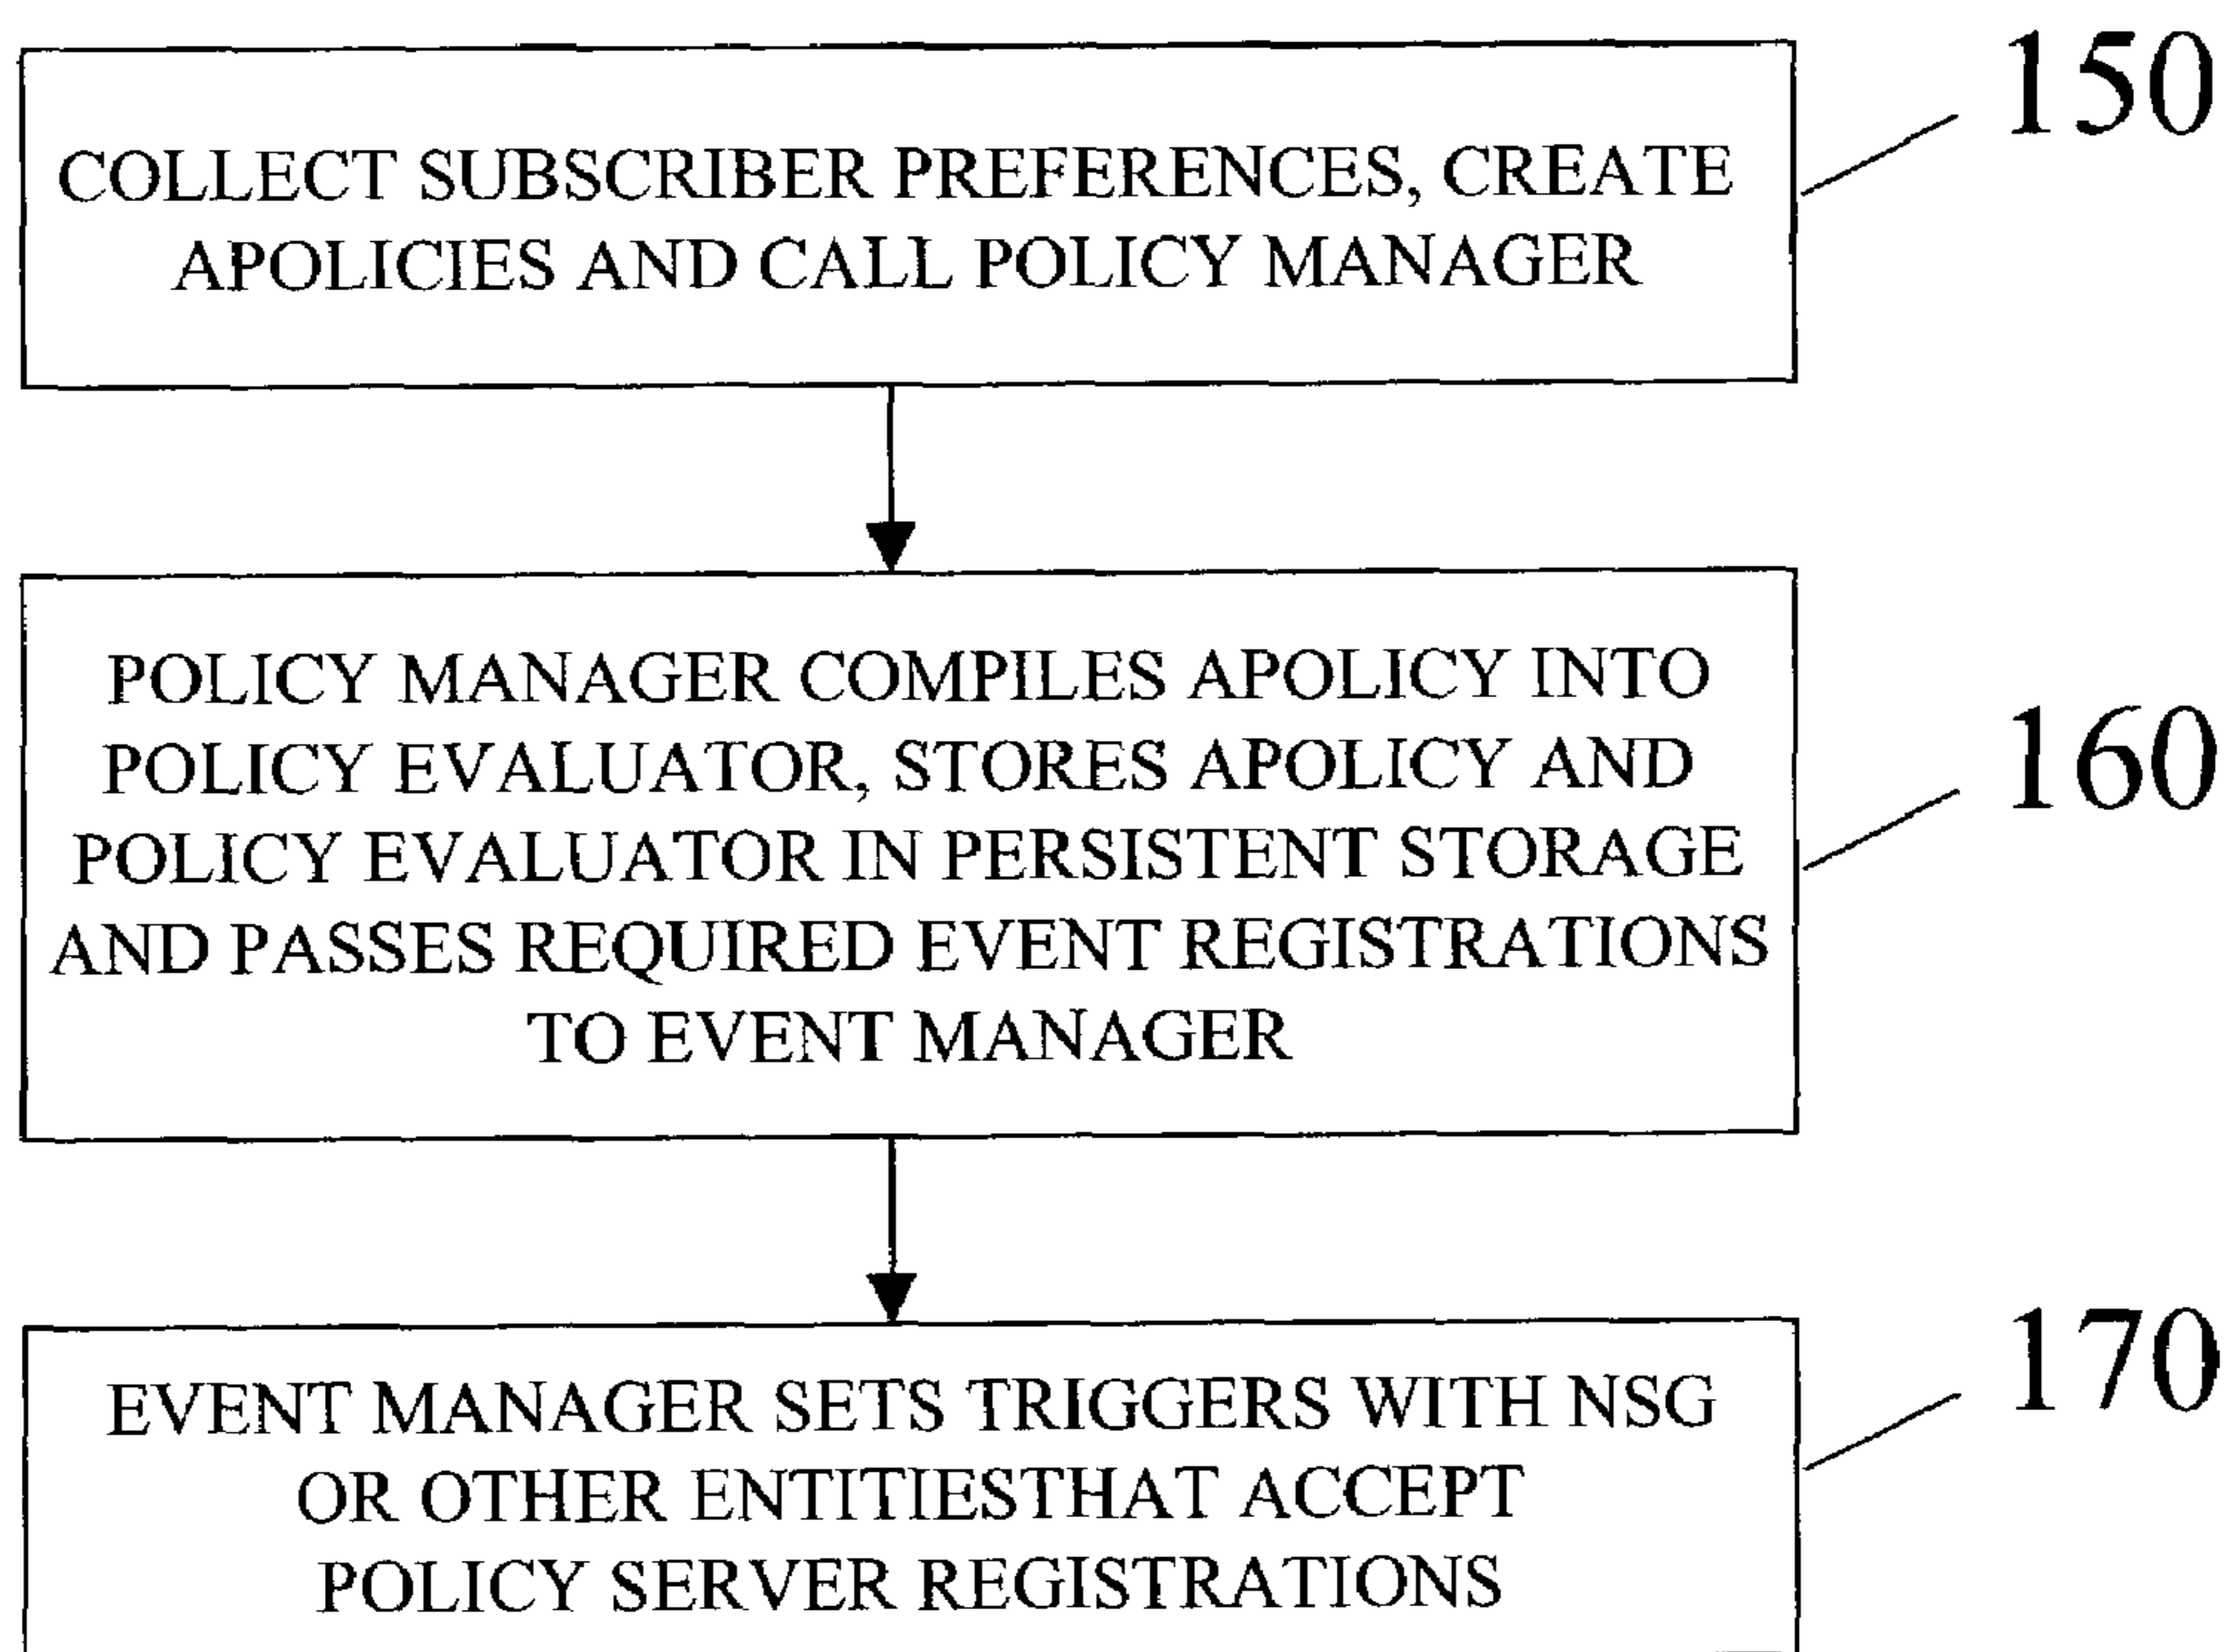 150
COLLECT SUBSCRIBER PREFERENCES, CREATE
APOLICIES AND CALL POLICY MANAGER
160
POLICY MANAGER COMPILES APOLICY INTO
POLICY EVALUATOR, STORES APOLICY AND
POLICY EVALUATOR IN PERSISTENT STORAGE
AND PASSES REQUIRED EVENT REGISTRATIONS
TO EVENT MANAGER
170
EVENT MANAGER SETS TRIGGERS WITH NSG
OR OTHER ENTITIESTHAT ACCEPT
POLICY SERVER REGISTRATIONS